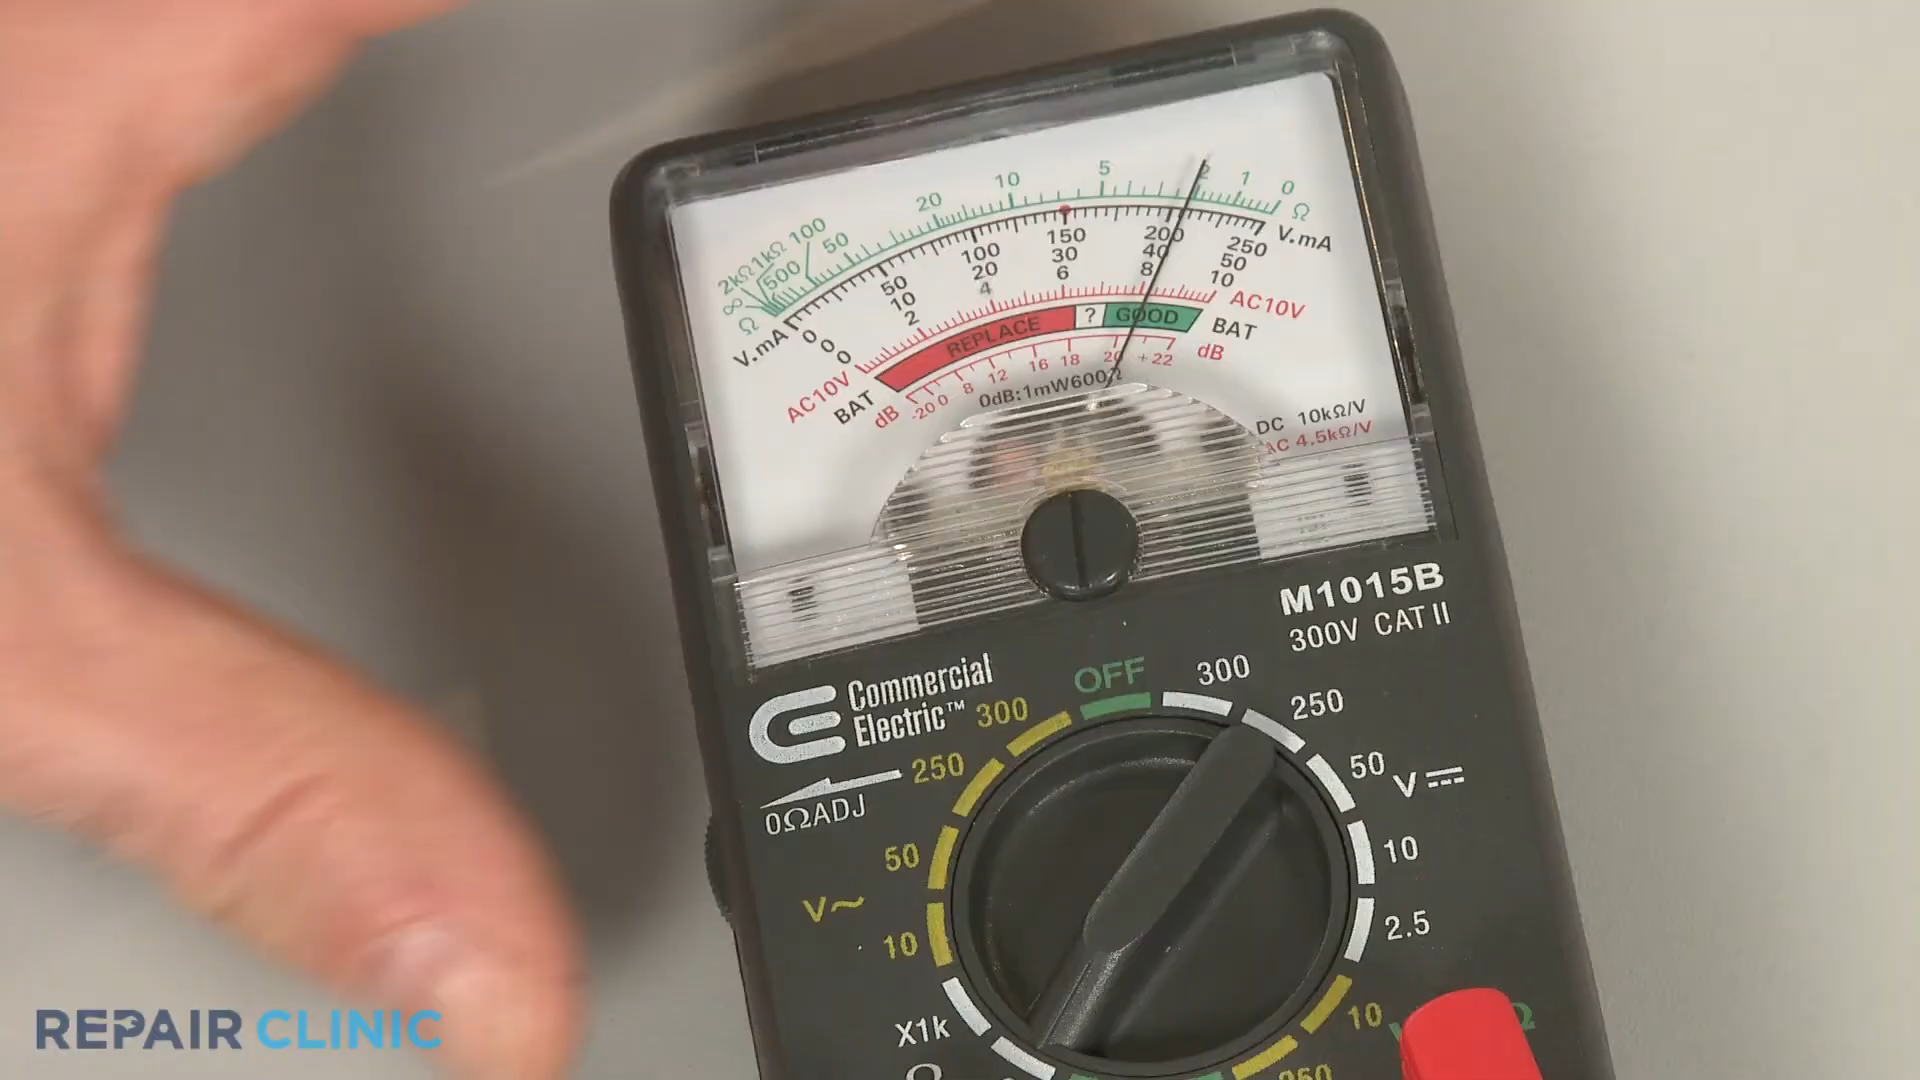 0 1 2 5 10 20 50 100 500 1kΩ 2kΩ ∞ Ω
Ω
V.mA 0 50 100 150 200 250 V.mA
0 10 20 30 40 50
0 2 4 6 8 10
AC10V AC10V
BAT REPLACE ? GOOD BAT
dB -20 0 8 12 16 18 20 +22 dB
0dB:1mW600Ω
DC 10kΩ/V
AC 4.5kΩ/V
M1015B
300V CAT II
Commercial
Electric™
0ΩADJ
OFF
300
250
50
V
10
2.5
10
250
300
250
50
V~
10
X1k
Ω
Ω
REPAIR CLINIC